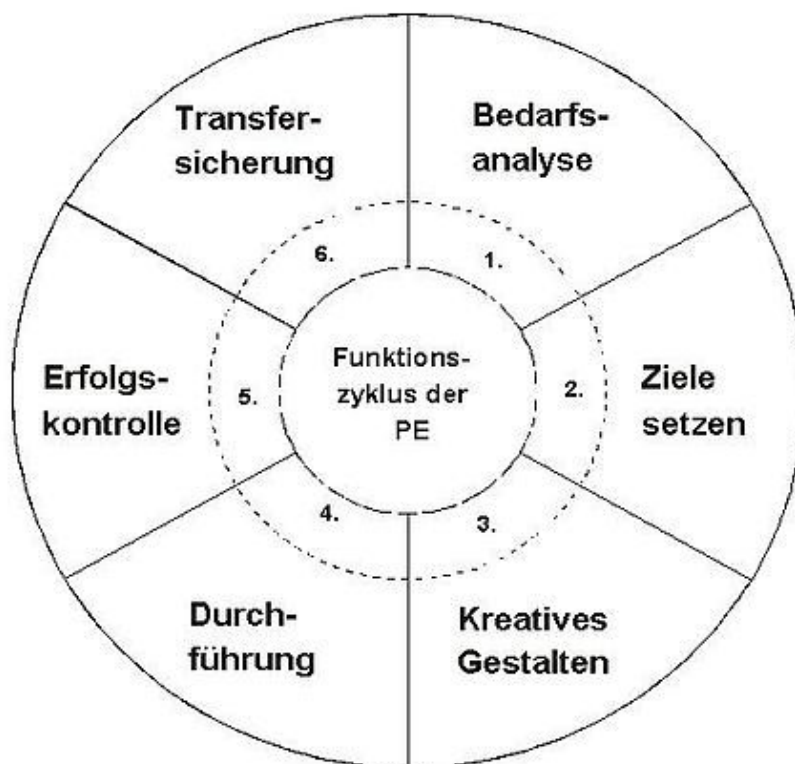 Funktions-
zyklus der
PE
1.
Bedarfs-
analyse
2.
Ziele
setzen
3.
Kreatives
Gestalten
4.
Durch-
führung
5.
Erfolgs-
kontrolle
6.
Transfer-
sicherung